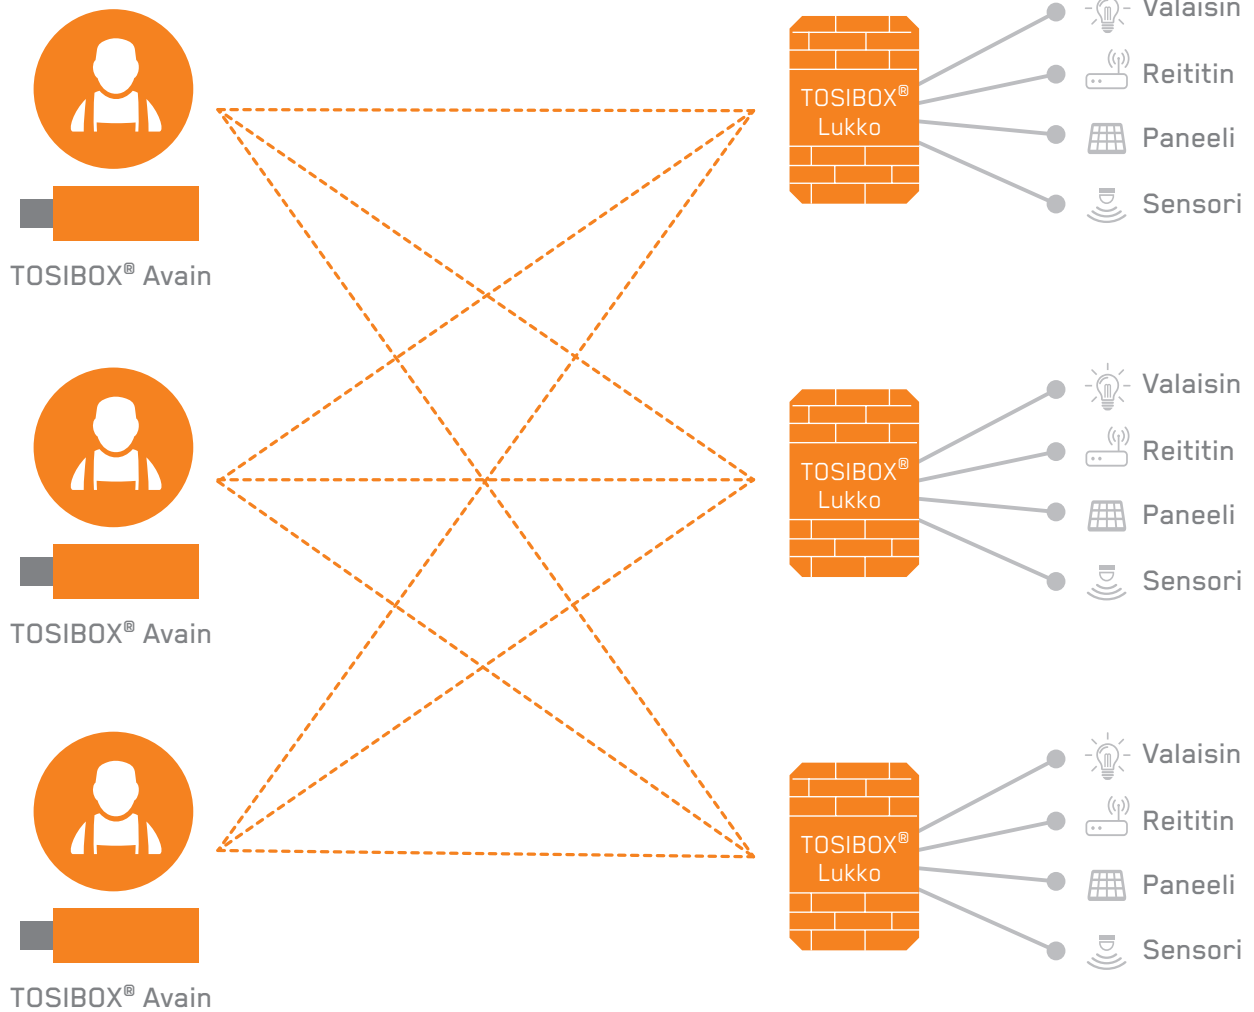 Valaisin
TOSIBOX® Lukko
Reititin
Paneeli
Sensori
TOSIBOX® Avain
Valaisin
TOSIBOX® Lukko
Reititin
Paneeli
Sensori
TOSIBOX® Avain
Valaisin
TOSIBOX® Lukko
Reititin
Paneeli
Sensori
TOSIBOX® Avain